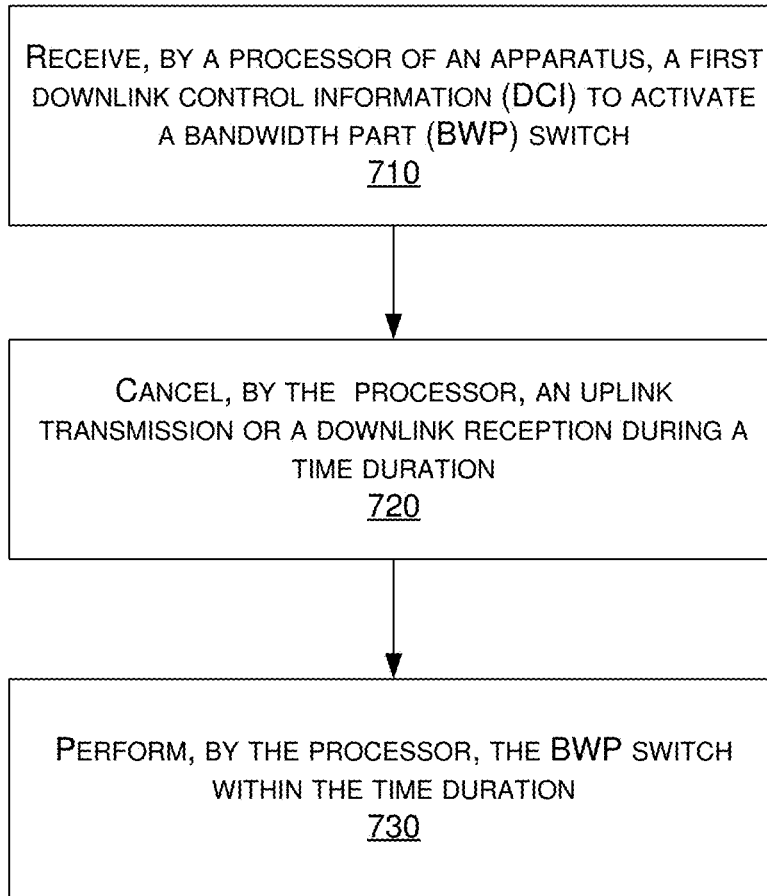 RECEIVE, BY A PROCESSOR OF AN APPARATUS, A FIRST
DOWNLINK CONTROL INFORMATION (DCI) TO ACTIVATE
A BANDWIDTH PART (BWP) SWITCH
710
CANCEL, BY THE PROCESSOR, AN UPLINK
TRANSMISSION OR A DOWNLINK RECEPTION DURING A
TIME DURATION
720
PERFORM, BY THE PROCESSOR, THE BWP SWITCH
WITHIN THE TIME DURATION
730